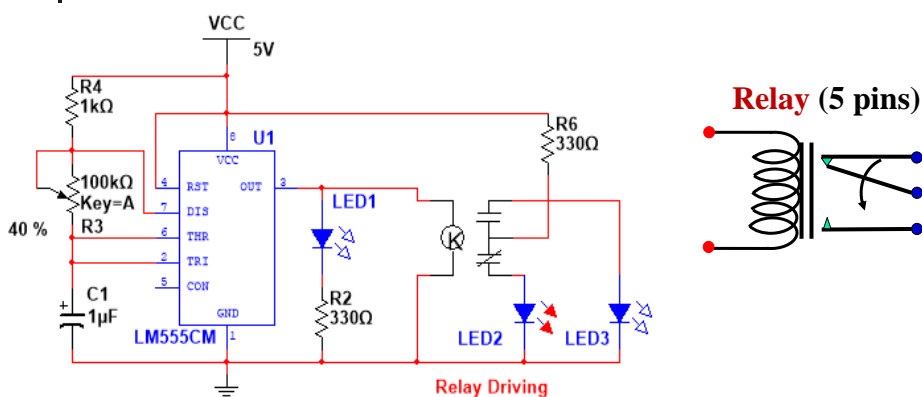 VCC
5V
R4
1kΩ
R6
330Ω
Relay (5 pins)
8
U1
VCC
100kΩ
Key=A
R3
40 %
4
RST
OUT
3
LED1
7
DIS
6
THR
2
TRI
5
CON
K
C1
+
1µF
R2
330Ω
GND
1
LM555CM
LED2
LED3
Relay Driving